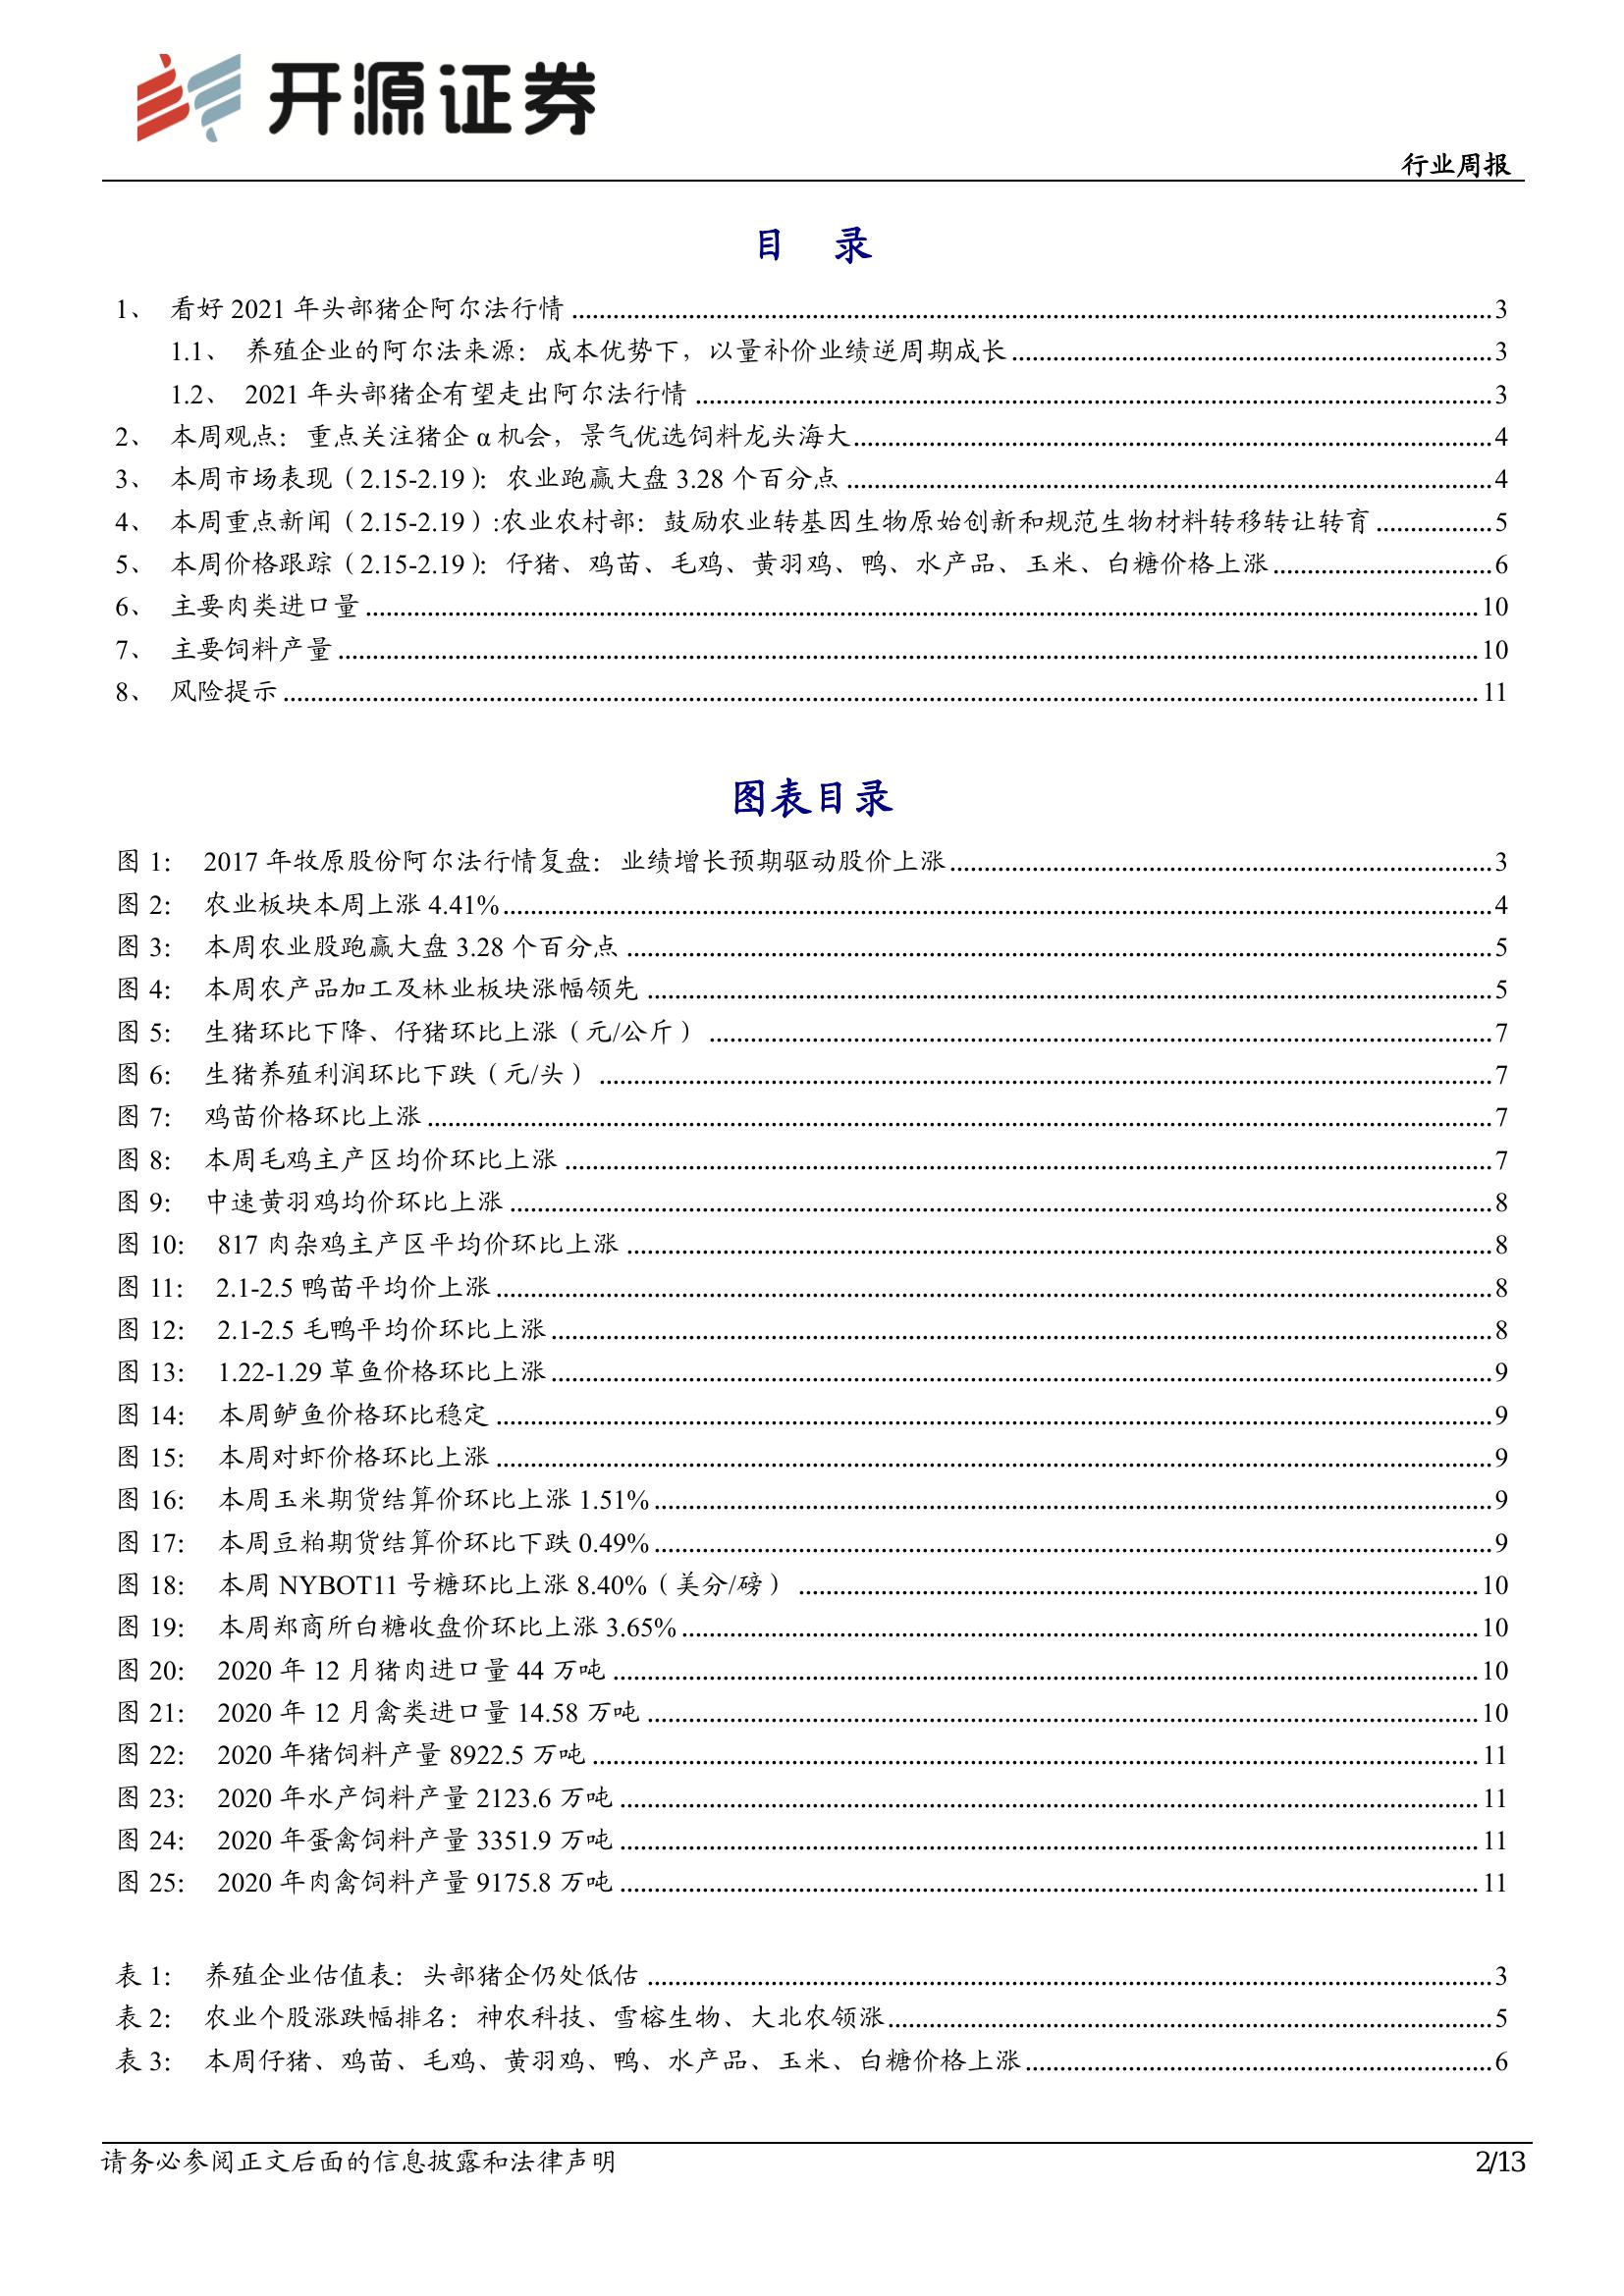 开源证券
行业周报
目 录
1、 看好 2021 年头部猪企阿尔法行情 3
1.1、 养殖企业的阿尔法来源：成本优势下，以量补价业绩逆周期成长 3
1.2、 2021 年头部猪企有望走出阿尔法行情 3
2、 本周观点：重点关注猪企 α 机会，景气优选饲料龙头海大 4
3、 本周市场表现（2.15-2.19）：农业跑赢大盘 3.28 个百分点 4
4、 本周重点新闻（2.15-2.19）:农业农村部：鼓励农业转基因生物原始创新和规范生物材料转移转让转育 5
5、 本周价格跟踪（2.15-2.19）：仔猪、鸡苗、毛鸡、黄羽鸡、鸭、水产品、玉米、白糖价格上涨 6
6、 主要肉类进口量 10
7、 主要饲料产量 10
8、 风险提示 11
图表目录
图 1： 2017 年牧原股份阿尔法行情复盘：业绩增长预期驱动股价上涨 3
图 2： 农业板块本周上涨 4.41% 4
图 3： 本周农业股跑赢大盘 3.28 个百分点 5
图 4： 本周农产品加工及林业板块涨幅领先 5
图 5： 生猪环比下降、仔猪环比上涨（元/公斤） 7
图 6： 生猪养殖利润环比下跌（元/头） 7
图 7： 鸡苗价格环比上涨 7
图 8： 本周毛鸡主产区均价环比上涨 7
图 9： 中速黄羽鸡均价环比上涨 8
图 10： 817 肉杂鸡主产区平均价环比上涨 8
图 11： 2.1-2.5 鸭苗平均价上涨 8
图 12： 2.1-2.5 毛鸭平均价环比上涨 8
图 13： 1.22-1.29 草鱼价格环比上涨 9
图 14： 本周鲈鱼价格环比稳定 9
图 15： 本周对虾价格环比上涨 9
图 16： 本周玉米期货结算价环比上涨 1.51% 9
图 17： 本周豆粕期货结算价环比下跌 0.49% 9
图 18： 本周 NYBOT11 号糖环比上涨 8.40%（美分/磅） 10
图 19： 本周郑商所白糖收盘价环比上涨 3.65% 10
图 20： 2020 年 12 月猪肉进口量 44 万吨 10
图 21： 2020 年 12 月禽类进口量 14.58 万吨 10
图 22： 2020 年猪饲料产量 8922.5 万吨 11
图 23： 2020 年水产饲料产量 2123.6 万吨 11
图 24： 2020 年蛋禽饲料产量 3351.9 万吨 11
图 25： 2020 年肉禽饲料产量 9175.8 万吨 11
表 1： 养殖企业估值表：头部猪企仍处低估 3
表 2： 农业个股涨跌幅排名：神农科技、雪榕生物、大北农领涨 5
表 3： 本周仔猪、鸡苗、毛鸡、黄羽鸡、鸭、水产品、玉米、白糖价格上涨 6
请务必参阅正文后面的信息披露和法律声明 2/13